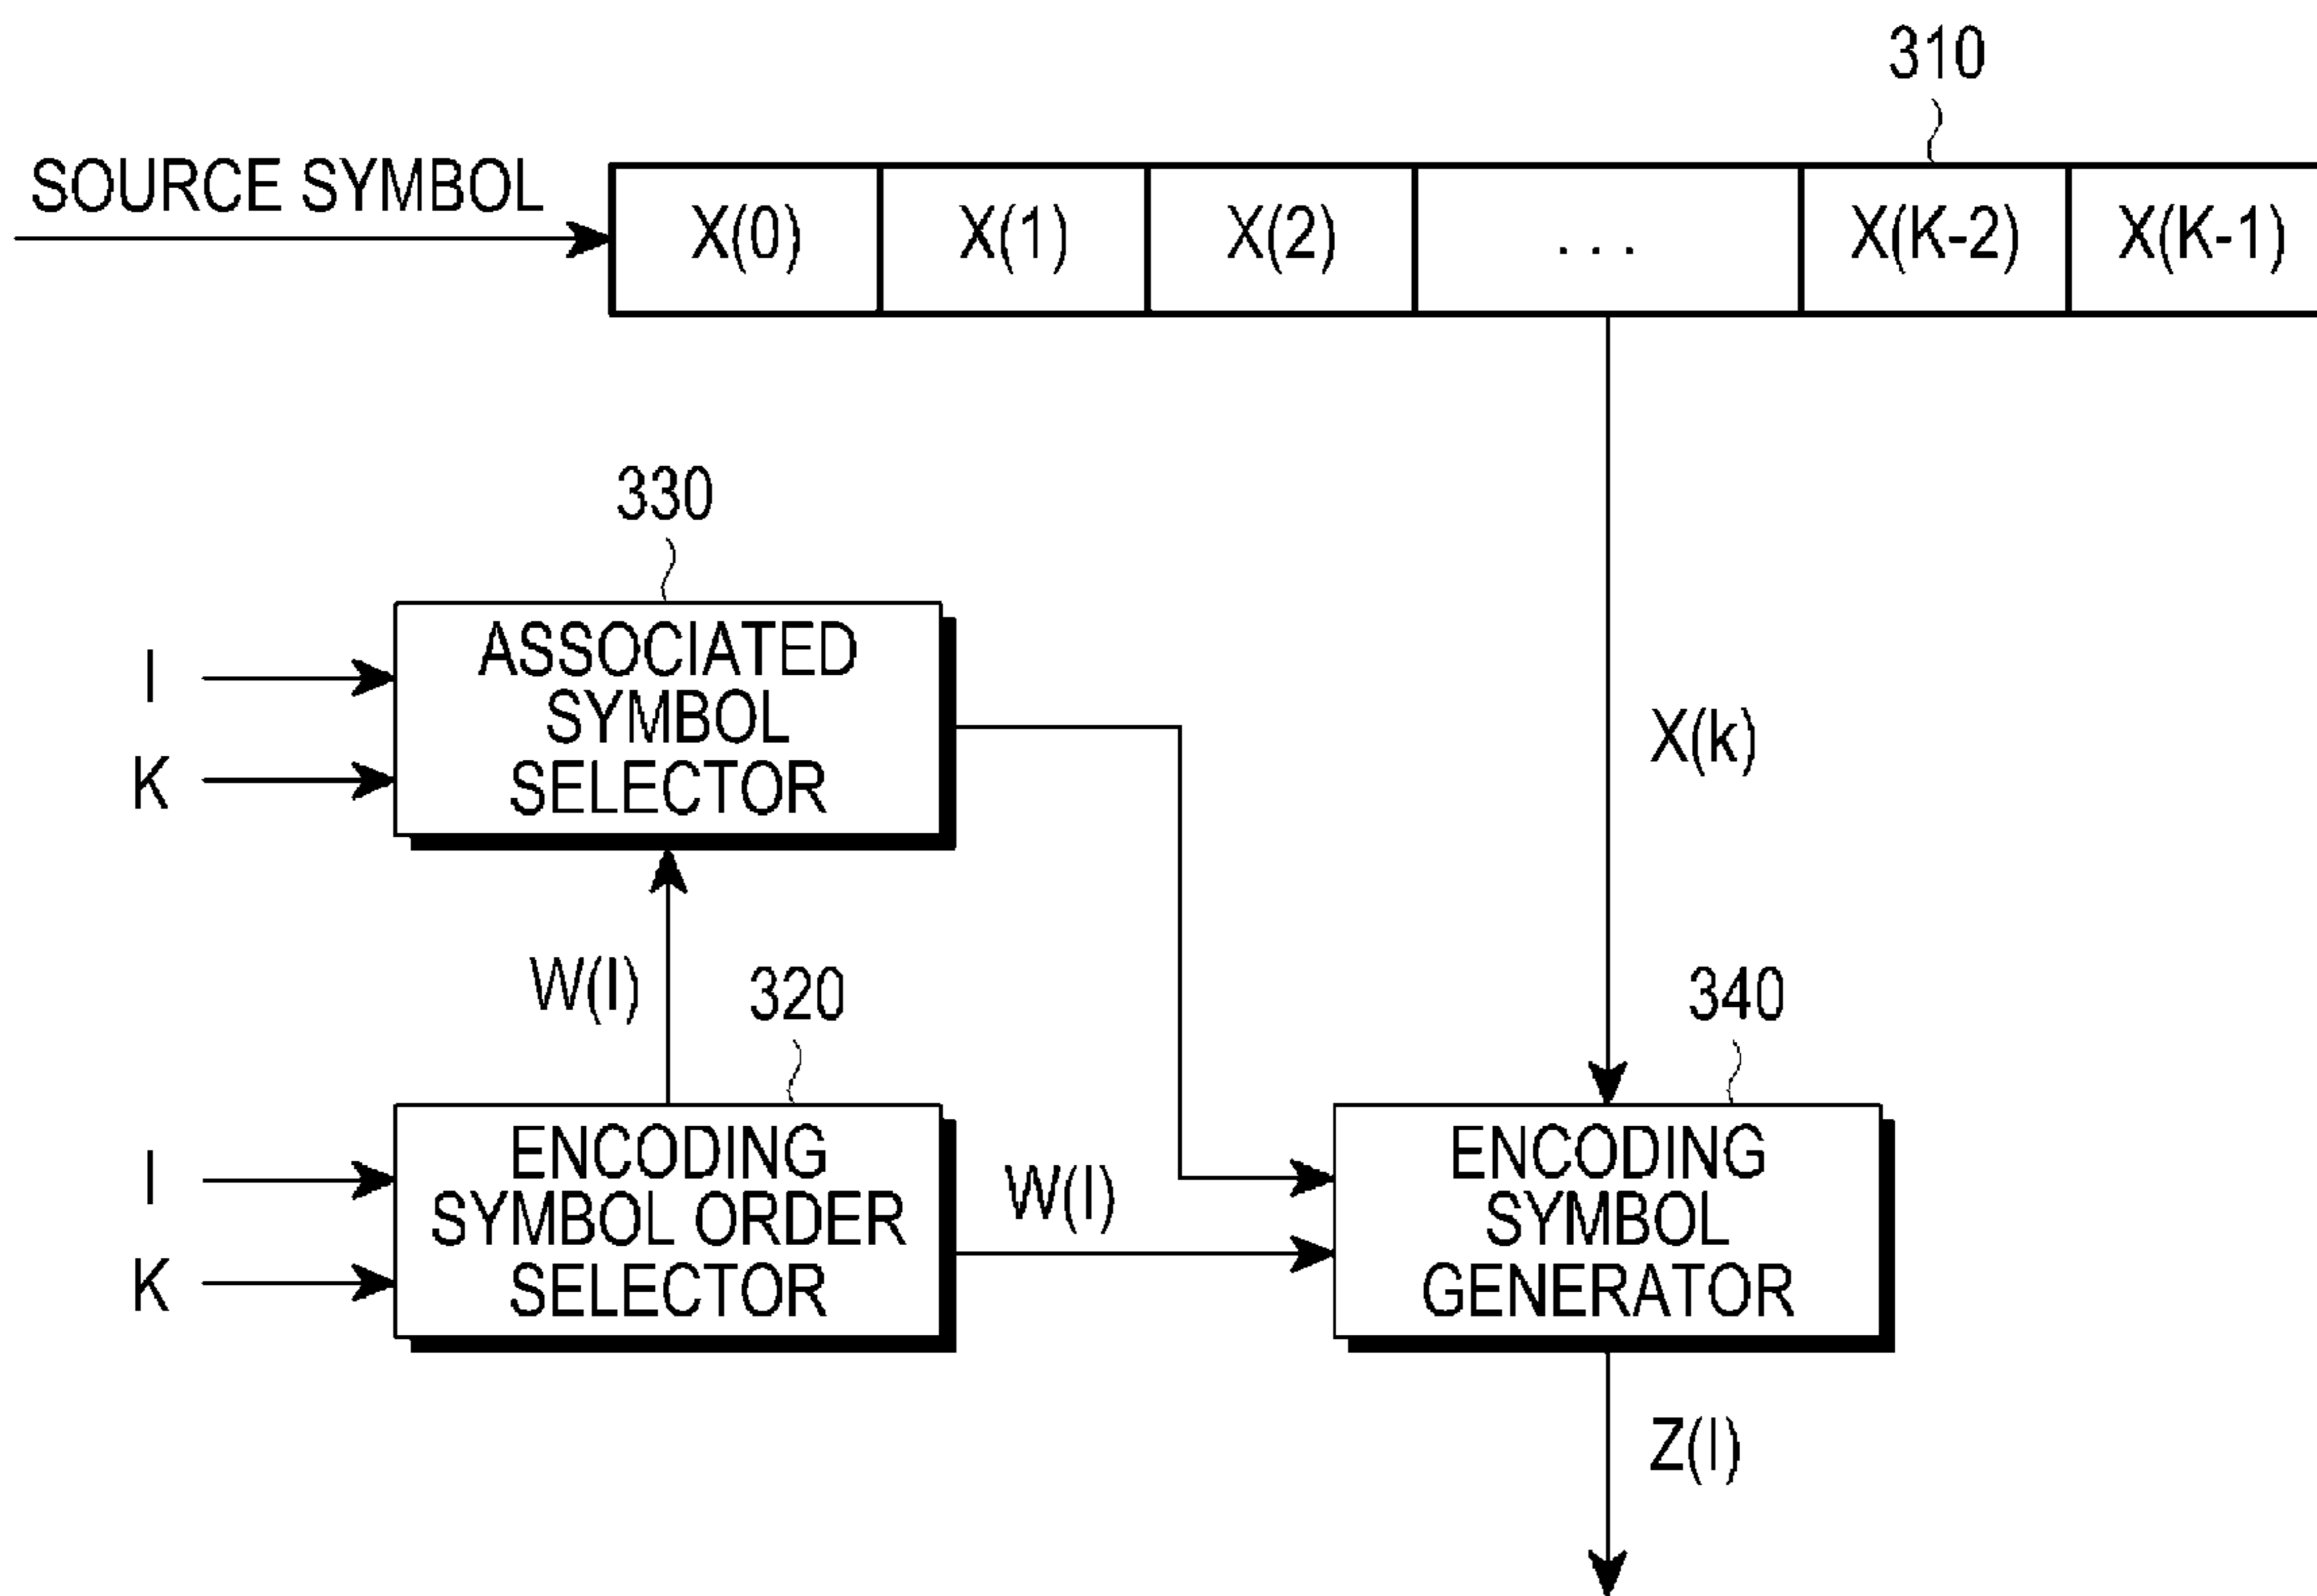 310
SOURCE SYMBOL
X(0) X(1) X(2) ... X(K-2) X(K-1)
330
ASSOCIATED
SYMBOL
SELECTOR
I
K
X(k)
W(I)
320
340
ENCODING
SYMBOL ORDER
SELECTOR
I
K
W(I)
ENCODING
SYMBOL
GENERATOR
Z(I)